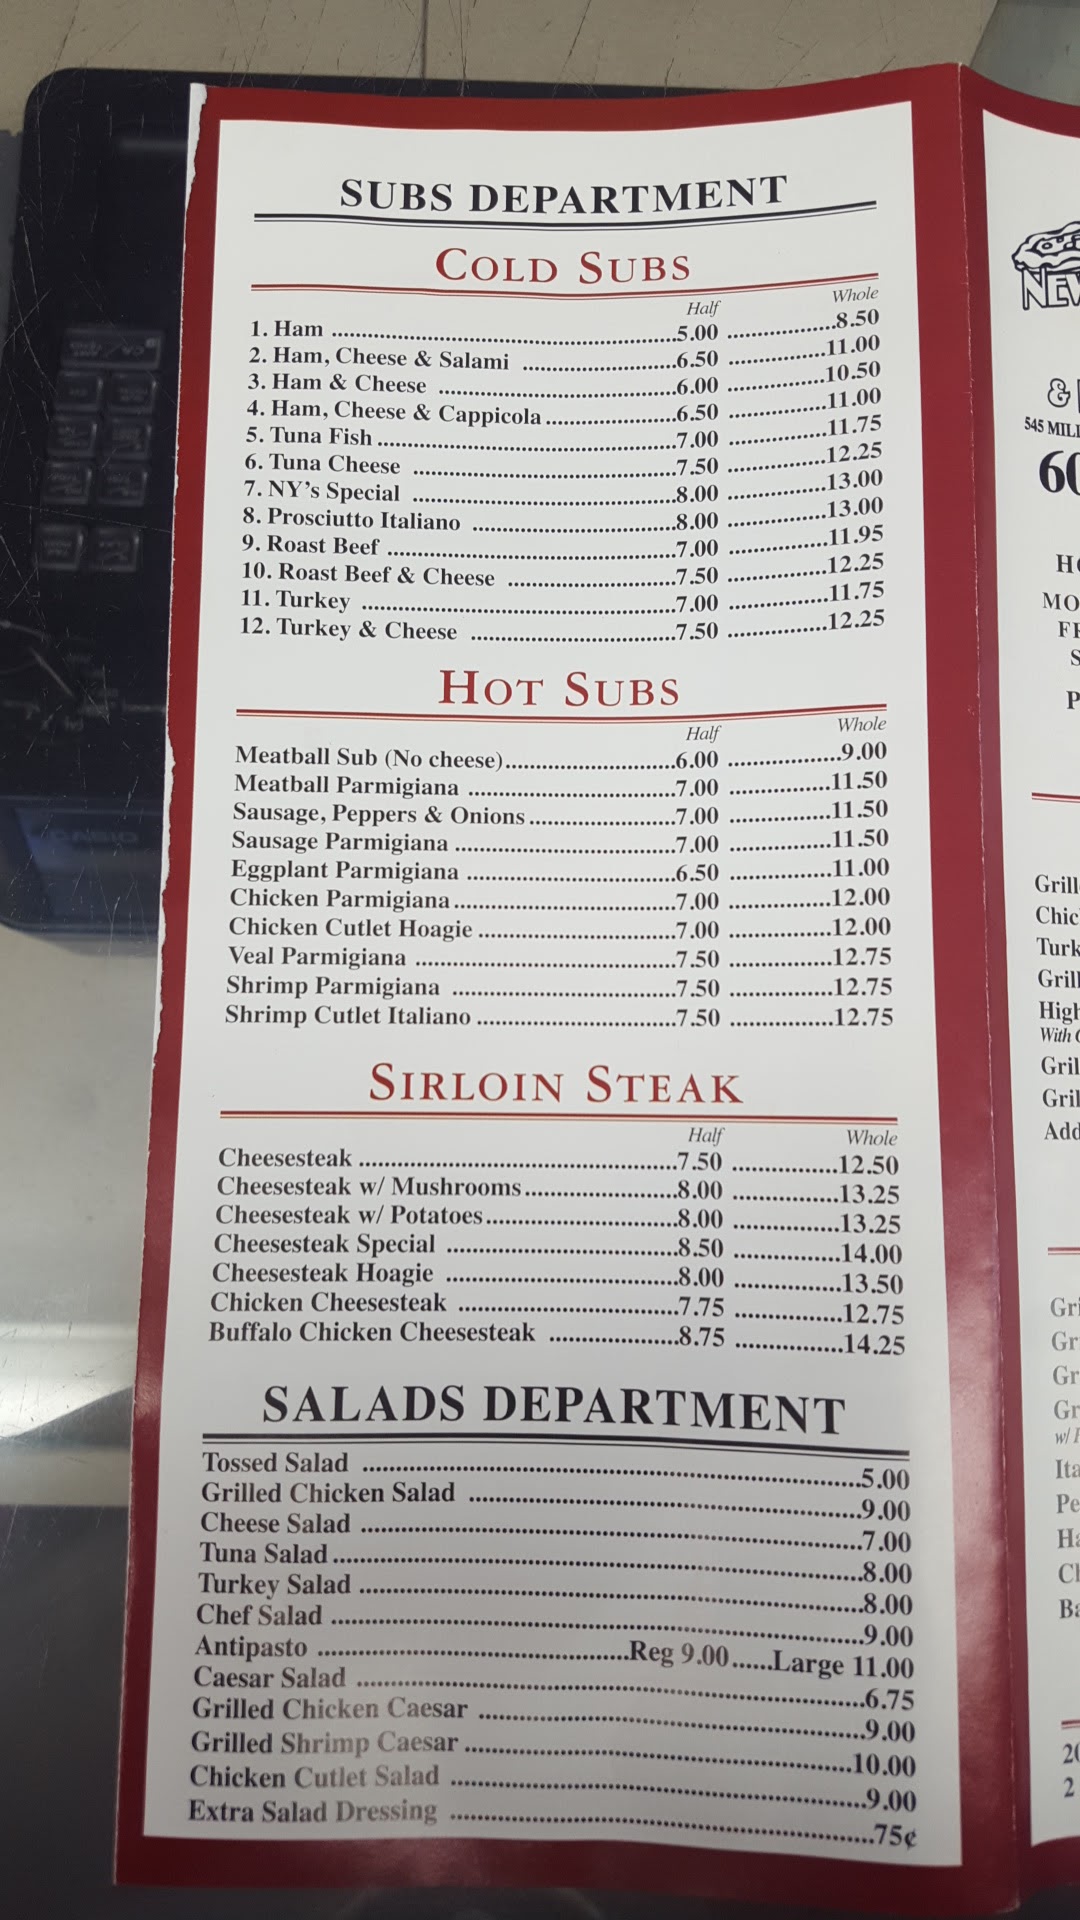 SUBS DEPARTMENT
COLD SUBS
Half Whole
1. Ham ..... 5.00 ..... 8.50
2. Ham, Cheese & Salami ..... 6.50 ..... 11.00
3. Ham & Cheese ..... 6.00 ..... 10.50
4. Ham, Cheese & Cappicola ..... 6.50 ..... 11.00
5. Tuna Fish ..... 7.00 ..... 11.75
6. Tuna Cheese ..... 7.50 ..... 12.25
7. NY's Special ..... 8.00 ..... 13.00
8. Prosciutto Italiano ..... 8.00 ..... 13.00
9. Roast Beef ..... 7.00 ..... 11.95
10. Roast Beef & Cheese ..... 7.50 ..... 12.25
11. Turkey ..... 7.00 ..... 11.75
12. Turkey & Cheese ..... 7.50 ..... 12.25
HOT SUBS
Half Whole
Meatball Sub (No cheese) ..... 6.00 ..... 9.00
Meatball Parmigiana ..... 7.00 ..... 11.50
Sausage, Peppers & Onions ..... 7.00 ..... 11.50
Sausage Parmigiana ..... 7.00 ..... 11.50
Eggplant Parmigiana ..... 6.50 ..... 11.00
Chicken Parmigiana ..... 7.00 ..... 12.00
Chicken Cutlet Hoagie ..... 7.00 ..... 12.00
Veal Parmigiana ..... 7.50 ..... 12.75
Shrimp Parmigiana ..... 7.50 ..... 12.75
Shrimp Cutlet Italiano ..... 7.50 ..... 12.75
SIRLOIN STEAK
Half Whole
Cheesesteak ..... 7.50 ..... 12.50
Cheesesteak w/ Mushrooms ..... 8.00 ..... 13.25
Cheesesteak w/ Potatoes ..... 8.00 ..... 13.25
Cheesesteak Special ..... 8.50 ..... 14.00
Cheesesteak Hoagie ..... 8.00 ..... 13.50
Chicken Cheesesteak ..... 7.75 ..... 12.75
Buffalo Chicken Cheesesteak ..... 8.75 ..... 14.25
SALADS DEPARTMENT
Tossed Salad ..... 5.00
Grilled Chicken Salad ..... 9.00
Cheese Salad ..... 7.00
Tuna Salad ..... 8.00
Turkey Salad ..... 8.00
Chef Salad ..... 9.00
Antipasto ..... Reg 9.00 ..... Large 11.00
Caesar Salad ..... 6.75
Grilled Chicken Caesar ..... 9.00
Grilled Shrimp Caesar ..... 10.00
Chicken Cutlet Salad ..... 9.00
Extra Salad Dressing ..... 75¢
&
545
60
With
Add
w/
20
2
CASIO